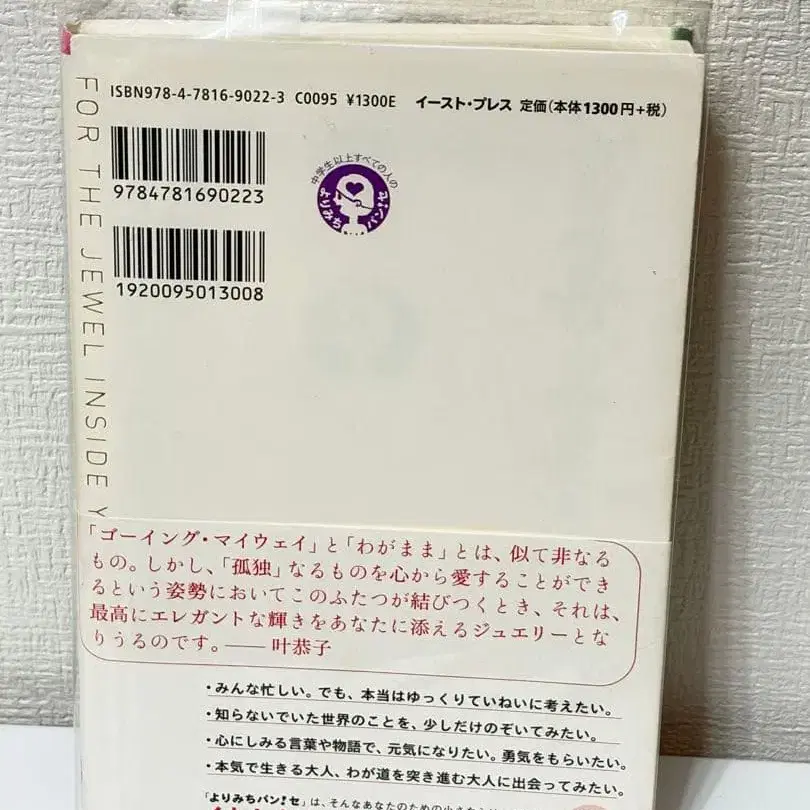 ISBN978-4-7816-9022-3 C0095 ¥1300E イースト・プレス 定価(本体1300円+税)
9784781690223
中学生以上すべての人の
よりみちパン!セ
1920095013008
FOR THE JEWEL INSIDE Y
「ゴーイング・マイウェイ」と「わがまま」とは、似て非なる
もの。しかし、「孤独」なるものを心から愛することができ
るという姿勢においてこのふたつが結びつくとき、それは、
最高にエレガントな輝きをあなたに添えるジュエリーとな
りうるのです。——叶恭子
・みんな忙しい。でも、本当はゆっくりていねいに考えたい。
・知らないでいた世界のことを、少しだけのぞいてみたい。
・心にしみる言葉や物語で、元気になりたい。勇気をもらいたい。
・本気で生きる大人、わが道を突き進む大人に出会ってみたい。
「よりみちパン!セ」は、そんなあなたのための